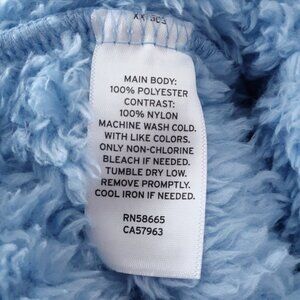 MAIN BODY:
100% POLYESTER
CONTRAST:
100% NYLON
MACHINE WASH COLD.
WITH LIKE COLORS.
ONLY NON-CHLORINE
BLEACH IF NEEDED.
TUMBLE DRY LOW.
REMOVE PROMPTLY.
COOL IRON IF NEEDED.
RN58665
CA57963